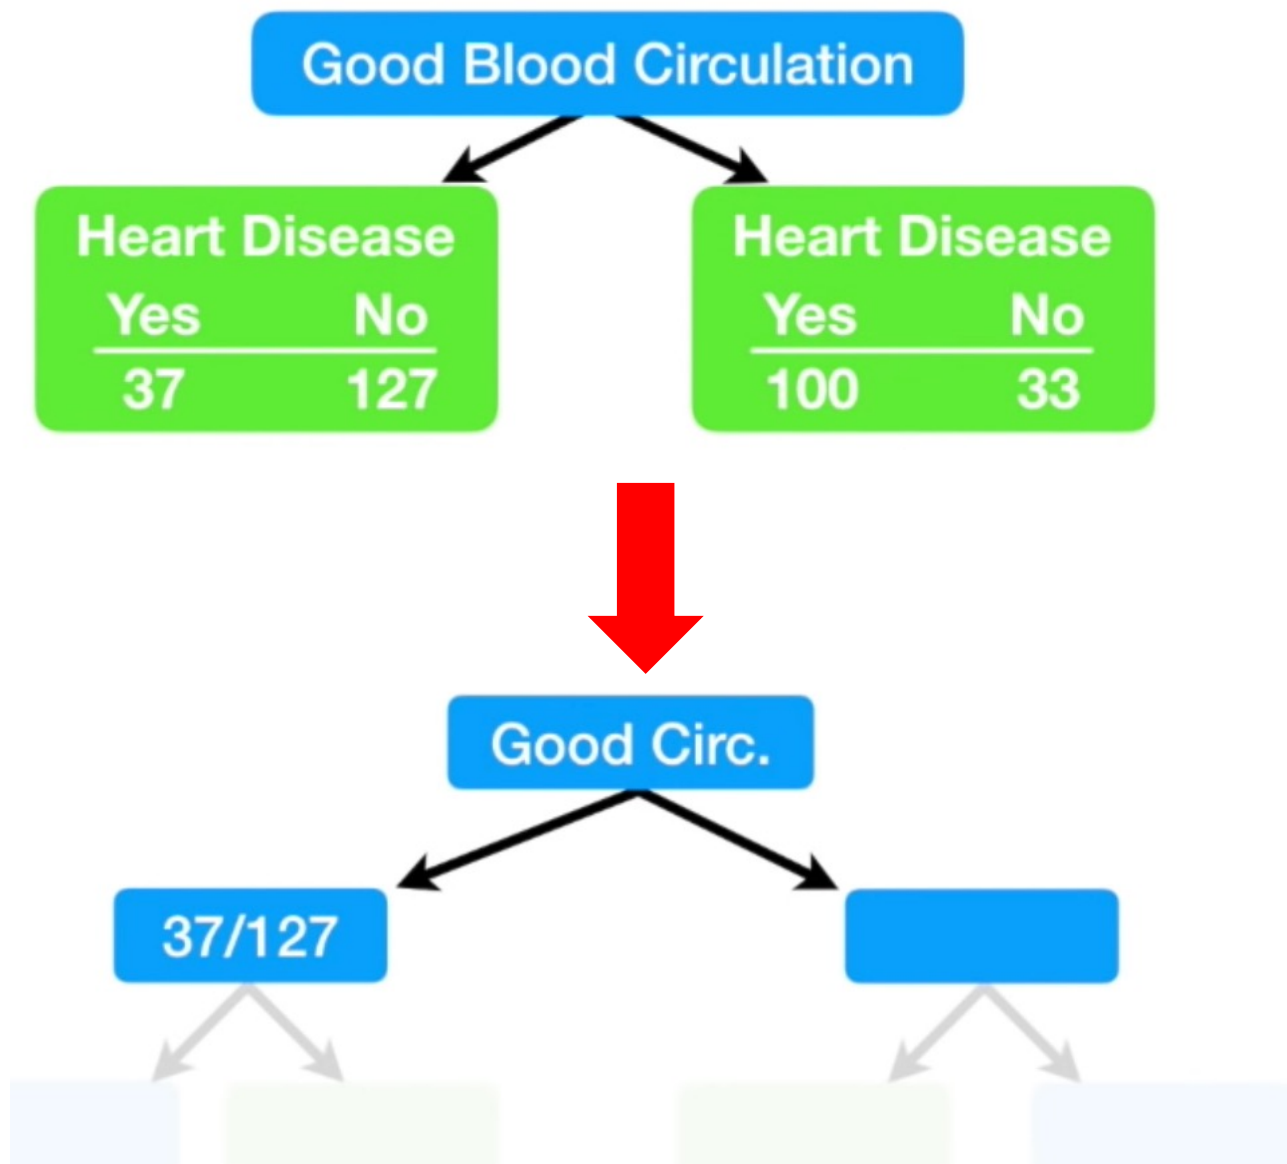 Good Blood Circulation
Heart Disease
Yes No
37 127
Heart Disease
Yes No
100 33
Good Circ.
37/127